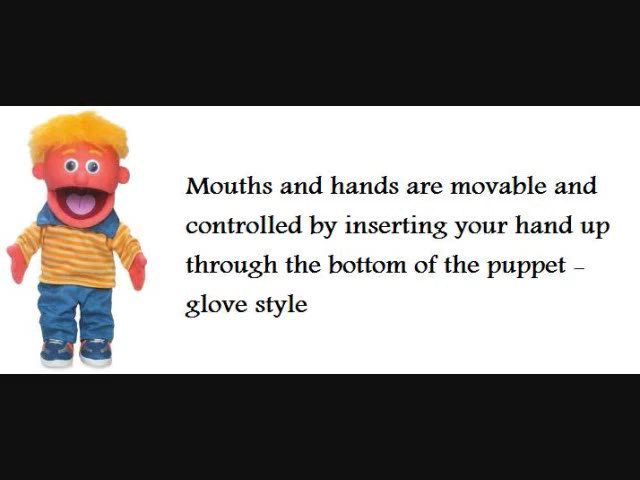 Mouths and hands are movable and
controlled by inserting your hand up
through the bottom of the puppet –
glove style